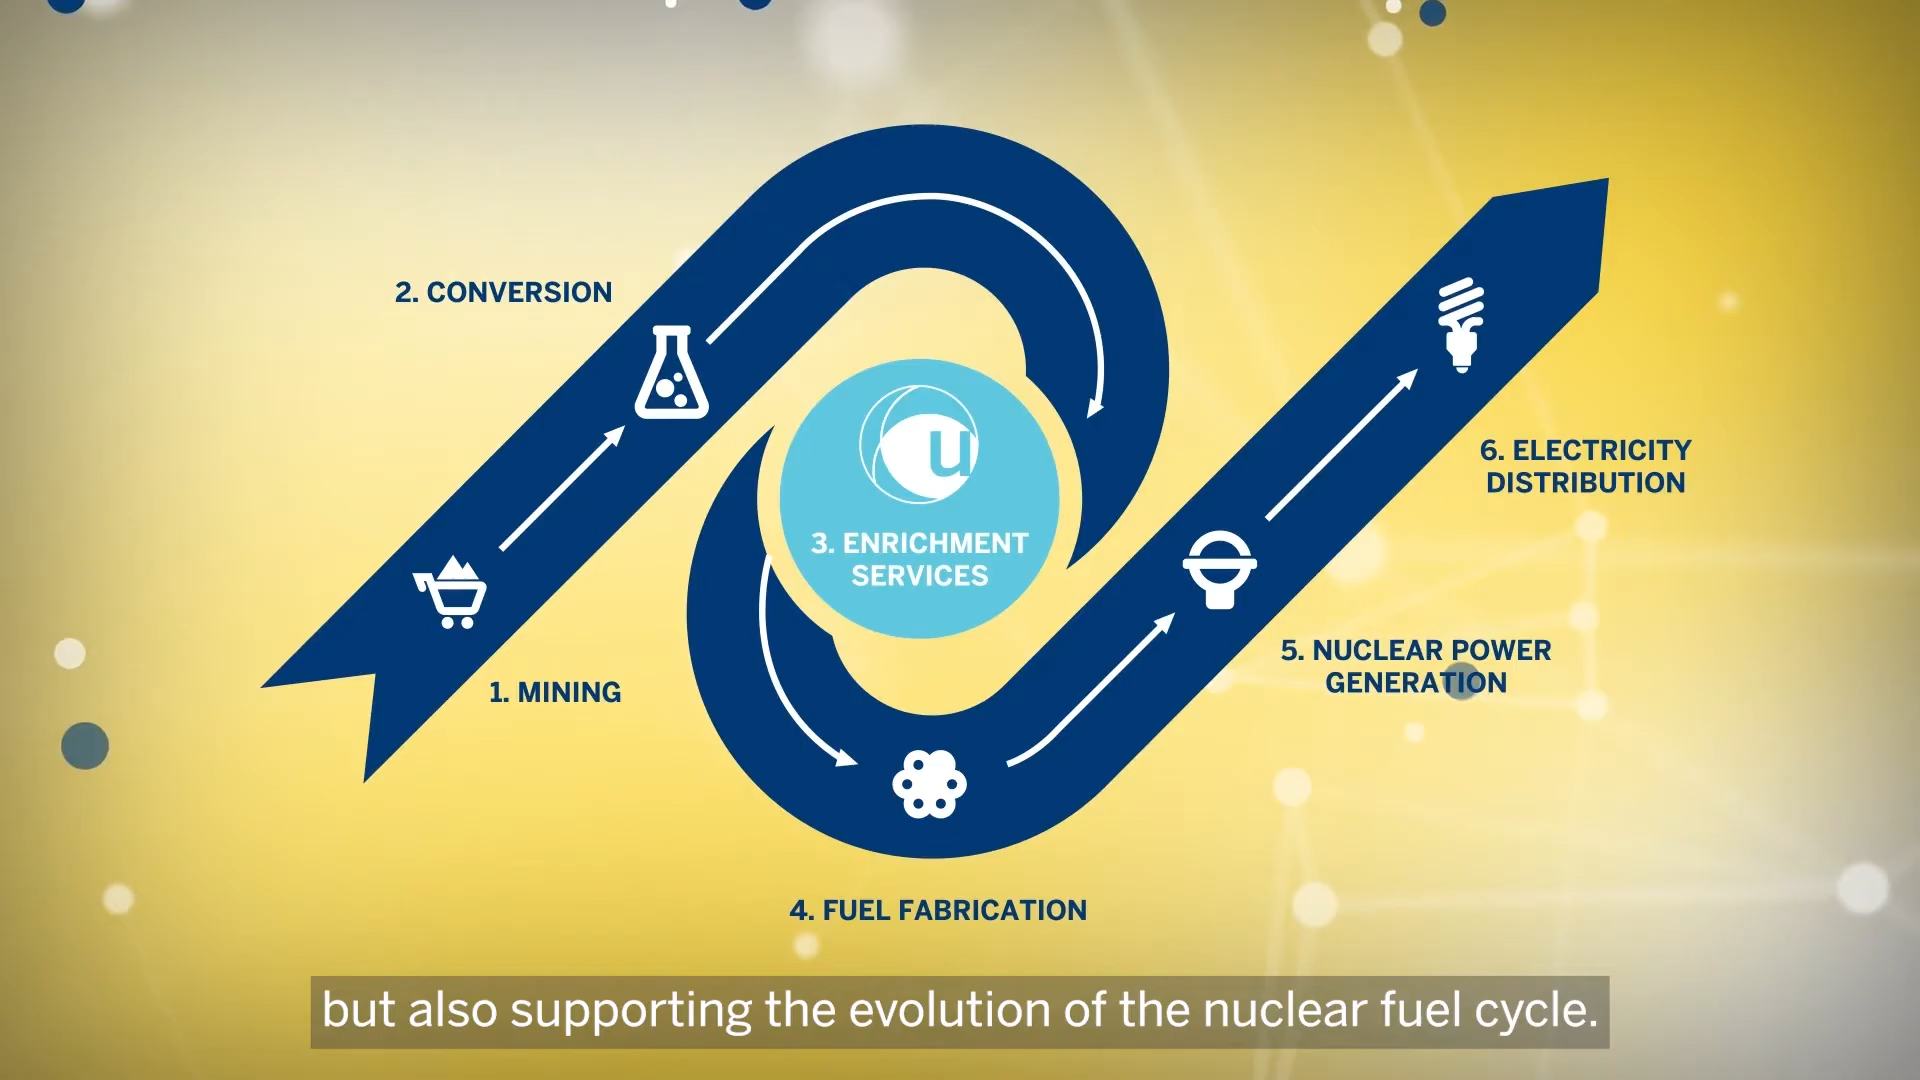 2. CONVERSION
u
3. ENRICHMENT
SERVICES
1. MINING
6. ELECTRICITY
DISTRIBUTION
5. NUCLEAR POWER
GENERATION
4. FUEL FABRICATION
but also supporting the evolution of the nuclear fuel cycle.